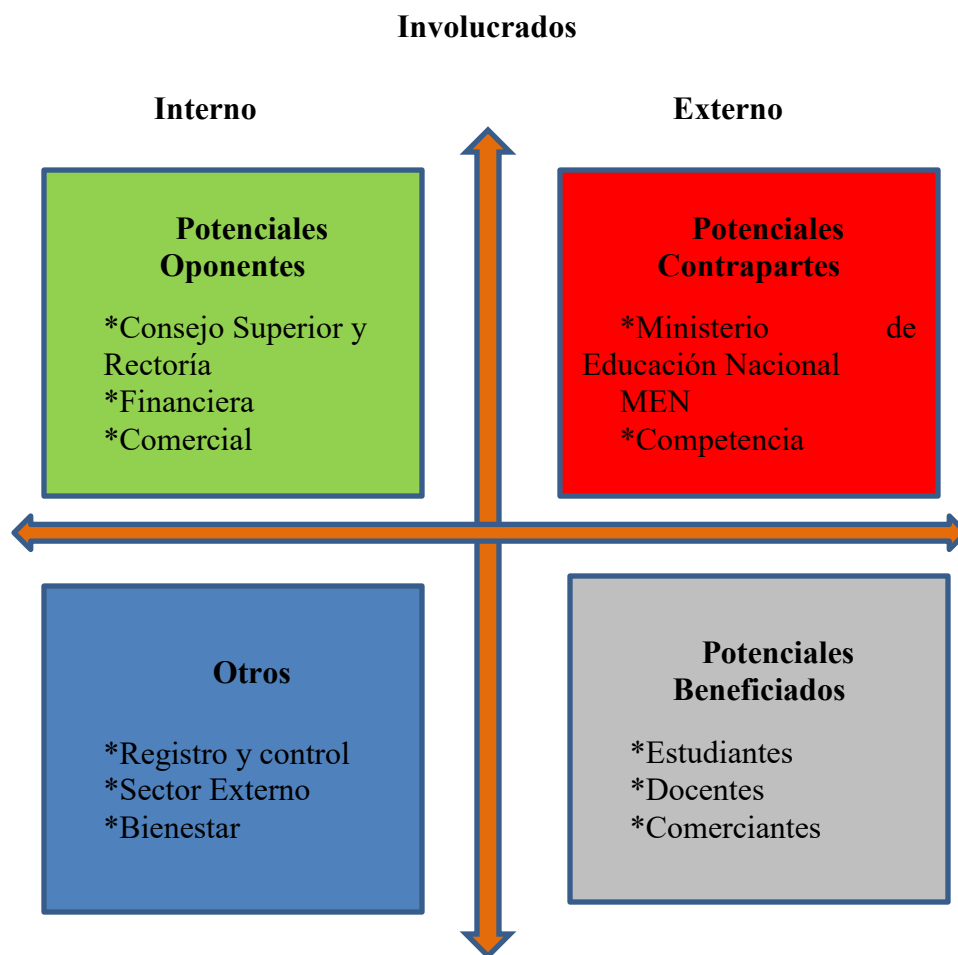 Involucrados
Interno
Externo
Potenciales
Oponentes
*Consejo Superior y
Rectoría
*Financiera
*Comercial
Potenciales
Contrapartes
*Ministerio de
Educación Nacional
MEN
*Competencia
Otros
*Registro y control
*Sector Externo
*Bienestar
Potenciales
Beneficiados
*Estudiantes
*Docentes
*Comerciantes